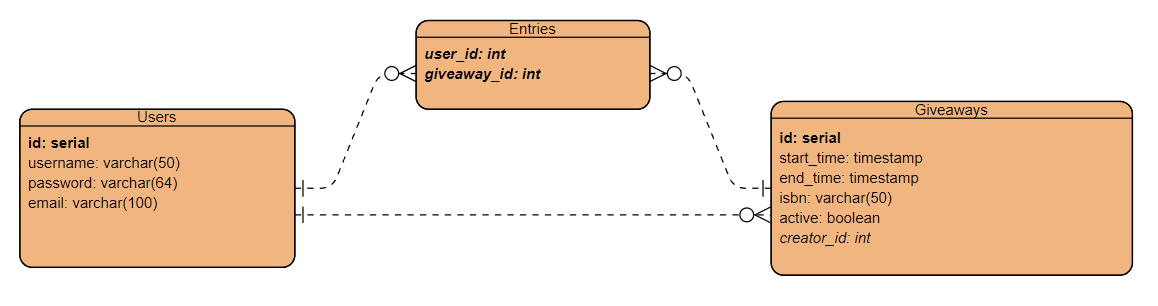 Entries
user_id: int
giveaway_id: int
Users
id: serial
username: varchar(50)
password: varchar(64)
email: varchar(100)
Giveaways
id: serial
start_time: timestamp
end_time: timestamp
isbn: varchar(50)
active: boolean
creator_id: int